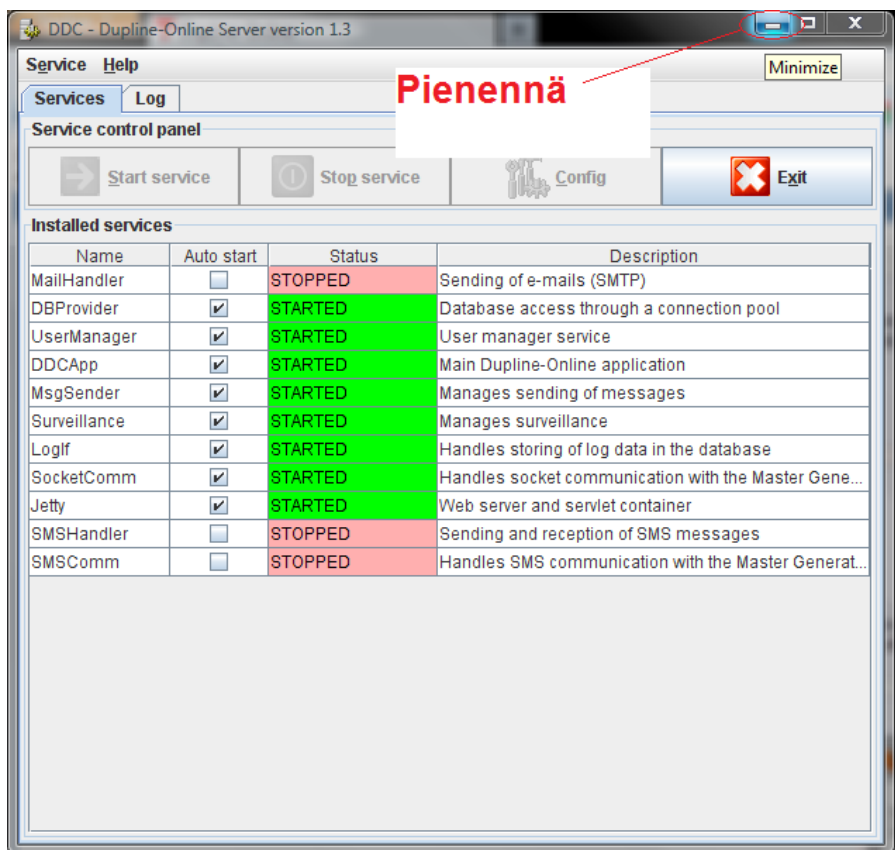 DDC - Dupline-Online Server version 1.3
Service Help
Minimize
Pienennä
Services Log
Service control panel
Start service Stop service Config Exit
Installed services
Name Auto start Status Description
MailHandler STOPPED Sending of e-mails (SMTP)
DBProvider STARTED Database access through a connection pool
UserManager STARTED User manager service
DDCApp STARTED Main Dupline-Online application
MsgSender STARTED Manages sending of messages
Surveillance STARTED Manages surveillance
LogIf STARTED Handles storing of log data in the database
SocketComm STARTED Handles socket communication with the Master Gene...
Jetty STARTED Web server and servlet container
SMSHandler STOPPED Sending and reception of SMS messages
SMSComm STOPPED Handles SMS communication with the Master Generat...